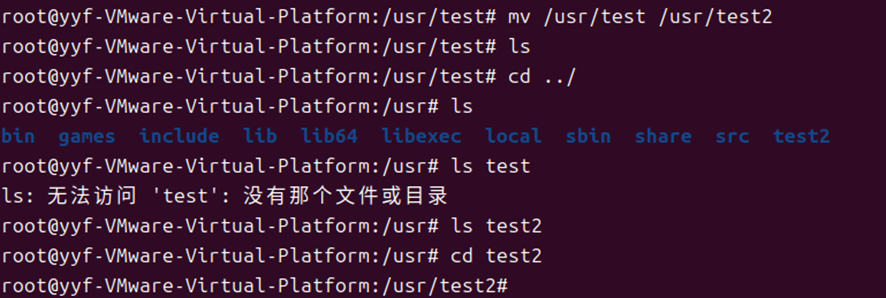 root@yyf-VMware-Virtual-Platform:/usr/test# mv /usr/test /usr/test2
root@yyf-VMware-Virtual-Platform:/usr/test# ls
root@yyf-VMware-Virtual-Platform:/usr/test# cd ../
root@yyf-VMware-Virtual-Platform:/usr# ls
bin  games  include  lib  lib64  libexec  local  sbin  share  src  test2
root@yyf-VMware-Virtual-Platform:/usr# ls test
ls: 无法访问 'test': 没有那个文件或目录
root@yyf-VMware-Virtual-Platform:/usr# ls test2
root@yyf-VMware-Virtual-Platform:/usr# cd test2
root@yyf-VMware-Virtual-Platform:/usr/test2#